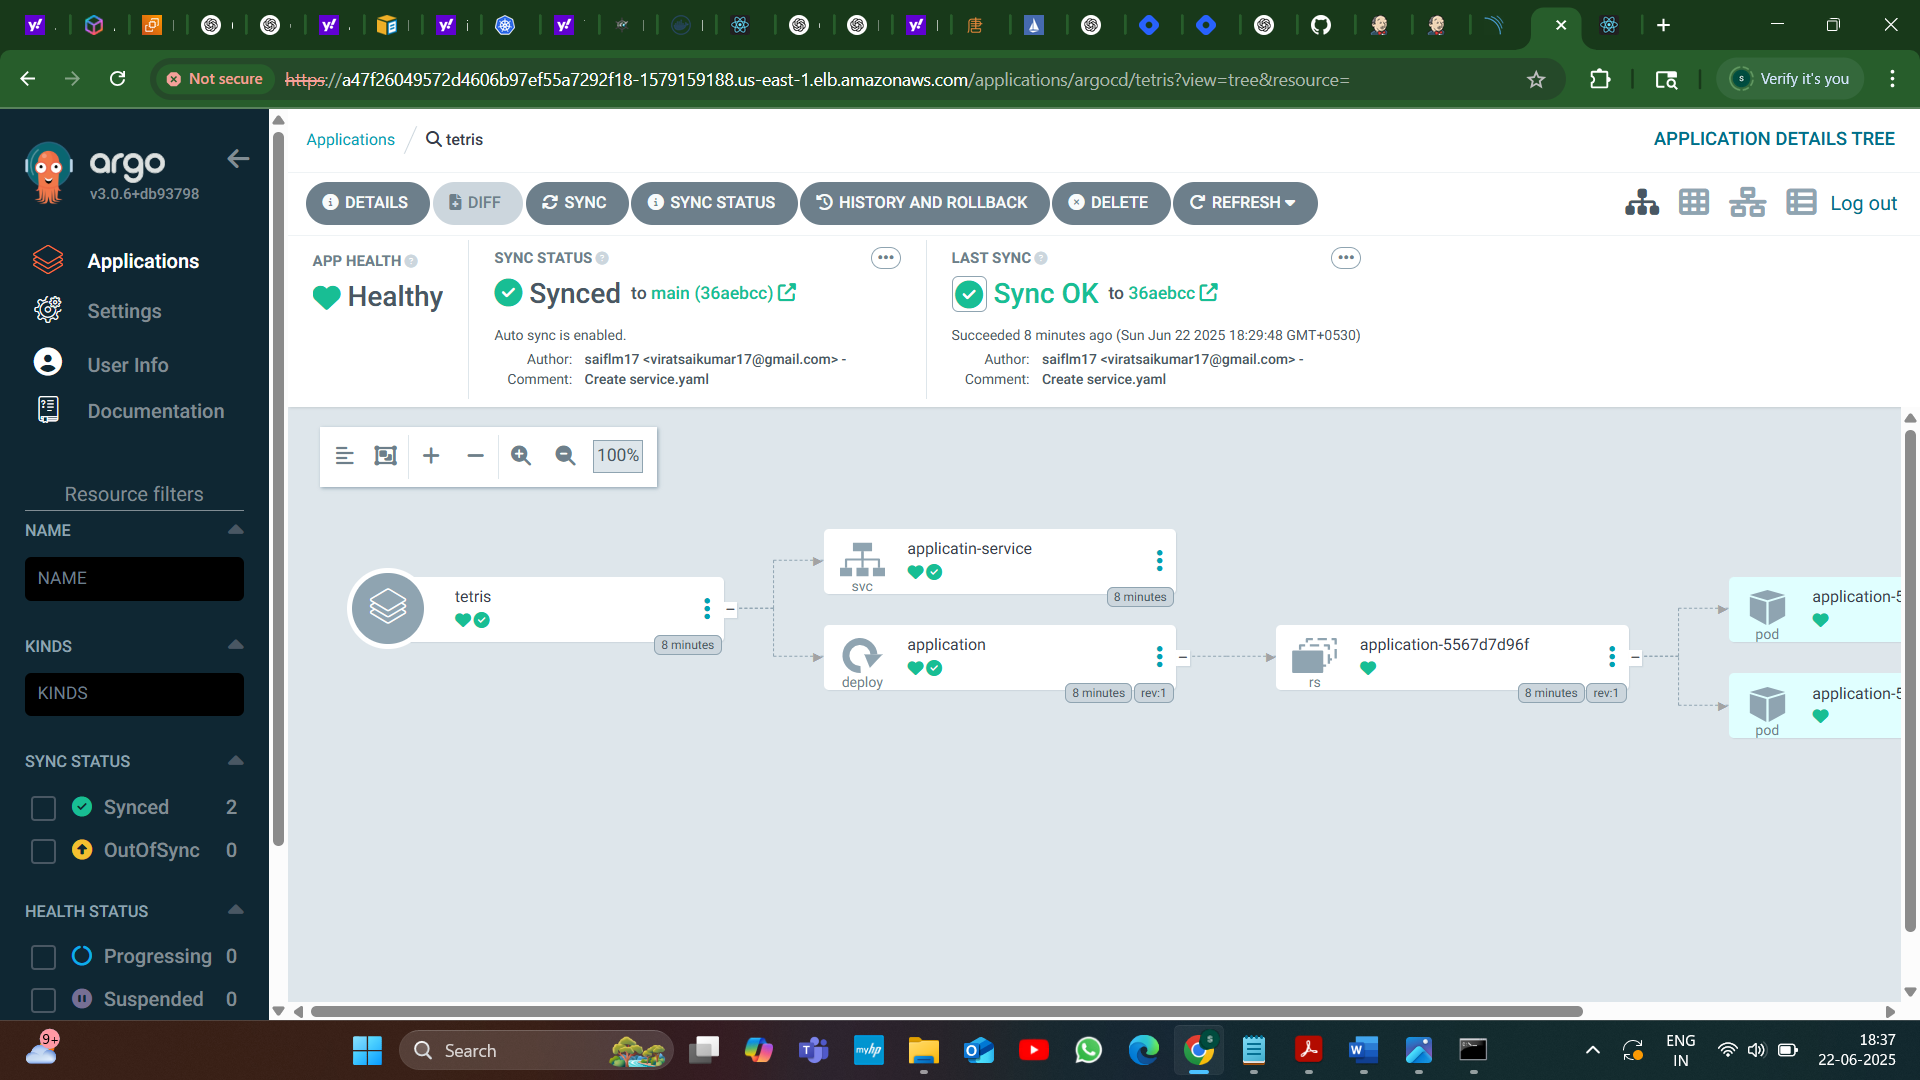 Not secure
https://a47f26049572d4606b97ef55a7292f18-1579159188.us-east-1.elb.amazonaws.com/applications/argocd/tetris?view=tree&resource=
Verify it's you
argo
v3.0.6+db93798
Applications
Settings
User Info
Documentation
Resource filters
NAME
NAME
KINDS
KINDS
SYNC STATUS
Synced 2
OutOfSync 0
HEALTH STATUS
Progressing 0
Suspended 0
Applications / tetris
APPLICATION DETAILS TREE
DETAILS DIFF SYNC SYNC STATUS HISTORY AND ROLLBACK DELETE REFRESH
Log out
APP HEALTH
Healthy
SYNC STATUS
Synced to main (36aebcc)
Auto sync is enabled.
Author: saiflm17 <viratsaikumar17@gmail.com> -
Comment: Create service.yaml
LAST SYNC
Sync OK to 36aebcc
Succeeded 8 minutes ago (Sun Jun 22 2025 18:29:48 GMT+0530)
Author: saiflm17 <viratsaikumar17@gmail.com> -
Comment: Create service.yaml
100%
tetris
8 minutes
applicatin-service
svc
8 minutes
application
deploy
8 minutes rev:1
application-5567d7d96f
rs
8 minutes rev:1
application-5
pod
application-5
pod
9+
Search
myhp
ENG
IN
18:37
22-06-2025